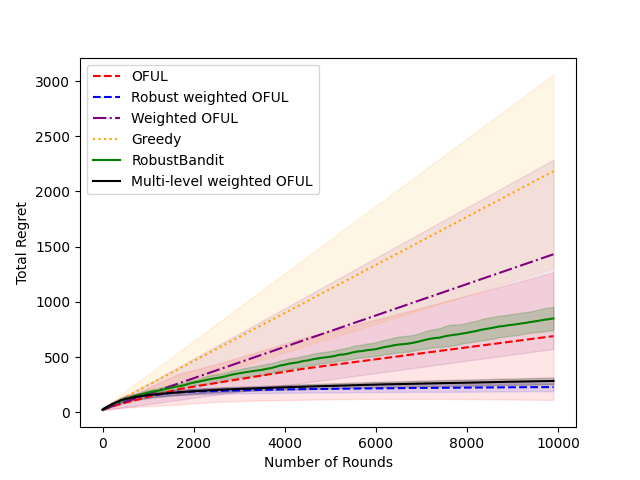 OFUL
Robust weighted OFUL
Weighted OFUL
Greedy
RobustBandit
Multi-level weighted OFUL
Total Regret
3000
2500
2000
1500
1000
500
0
0 2000 4000 6000 8000 10000
Number of Rounds